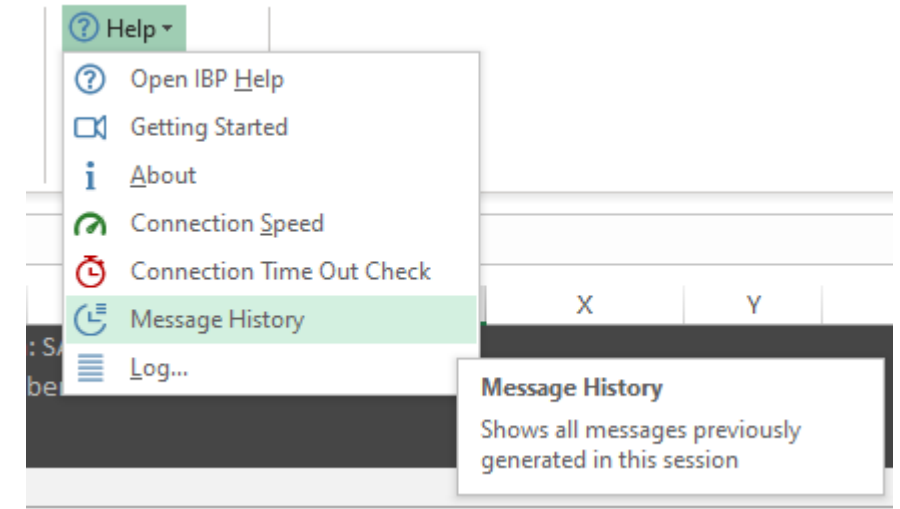 Help
Open IBP Help
Getting Started
About
Connection Speed
Connection Time Out Check
Message History
Log...
X Y
Message History
Shows all messages previously
generated in this session